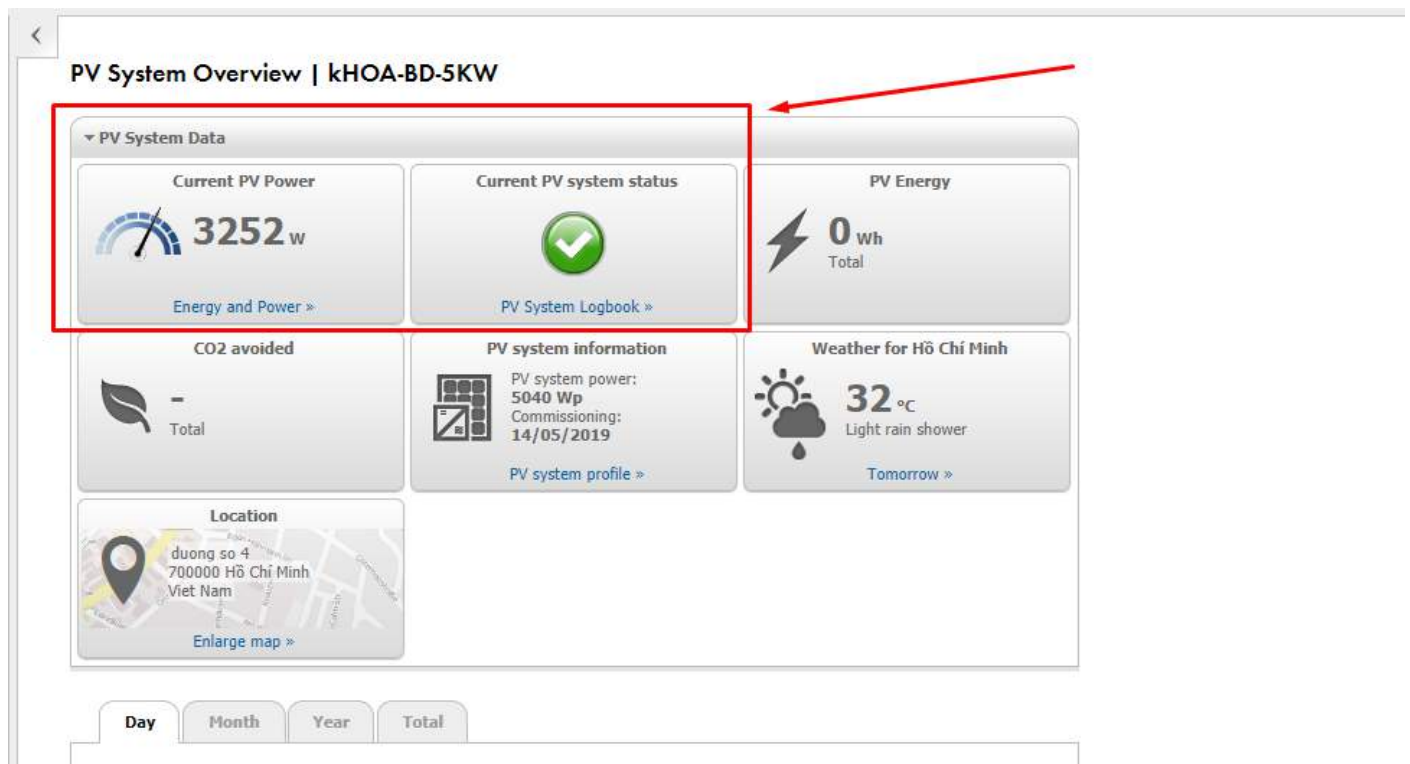 PV System Overview | kHOA-BD-5KW
PV System Data
Current PV Power
3252 W
Energy and Power »
Current PV system status
PV System Logbook »
PV Energy
0 Wh
Total
CO2 avoided
-
Total
PV system information
PV system power:
5040 Wp
Commissioning:
14/05/2019
PV system profile »
Weather for Hồ Chí Minh
32 °C
Light rain shower
Tomorrow »
Location
duong so 4
700000 Hồ Chí Minh
Viet Nam
Enlarge map »
Day Month Year Total